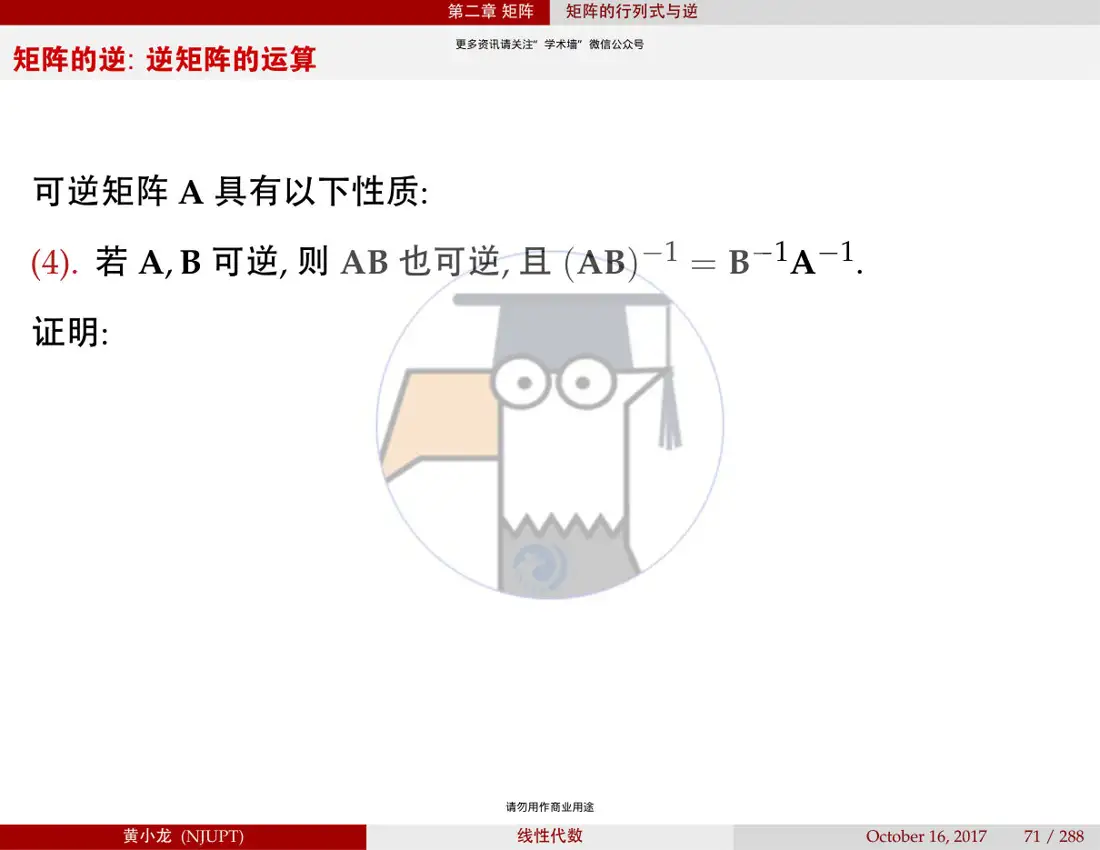 第二章 矩阵 矩阵的行列式与逆
更多资讯请关注“学术墙”微信公众号
矩阵的逆: 逆矩阵的运算
可逆矩阵 A 具有以下性质:
(4). 若 A, B 可逆, 则 AB 也可逆, 且 (AB)⁻¹ = B⁻¹A⁻¹.
证明:
请勿用作商业用途
黄小龙 (NJUPT) 线性代数 October 16, 2017 71 / 288